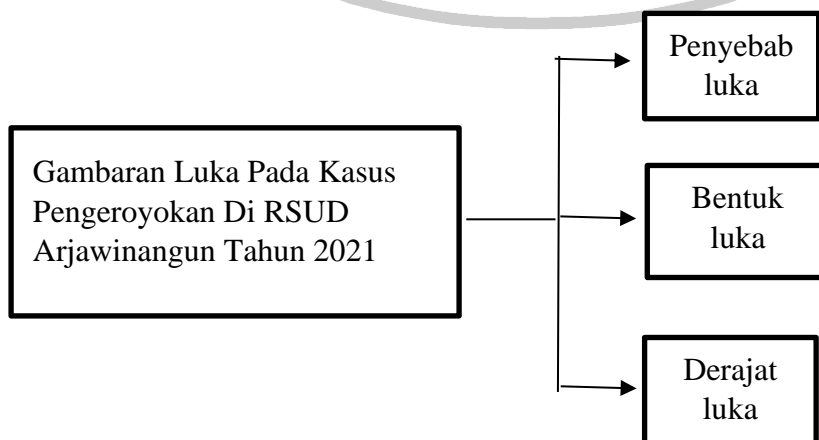 Penyebab
luka
Gambaran Luka Pada Kasus
Pengeroyokan Di RSUD
Arjawinangun Tahun 2021
Bentuk
luka
Derajat
luka